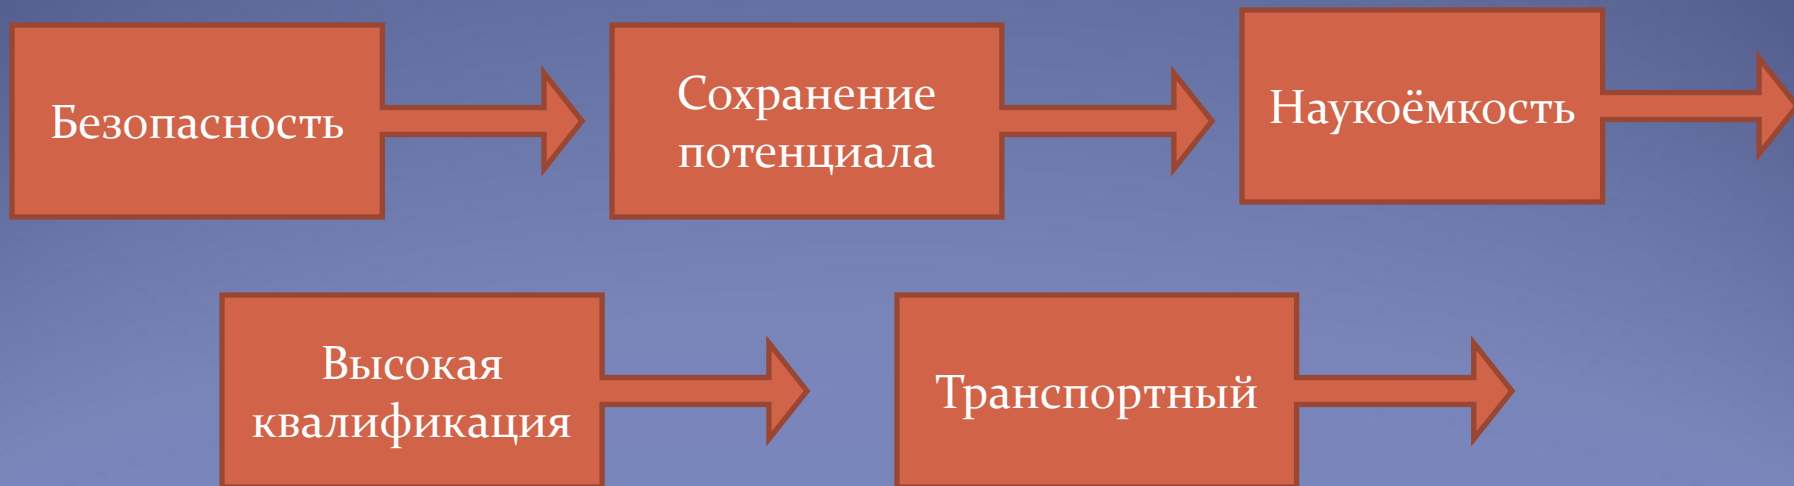 Безопасность
Сохранение
потенциала
Наукоёмкость
Высокая
квалификация
Транспортный